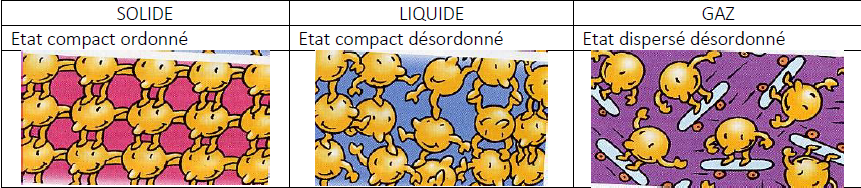 SOLIDE LIQUIDE GAZ
Etat compact ordonné Etat compact désordonné Etat dispersé désordonné